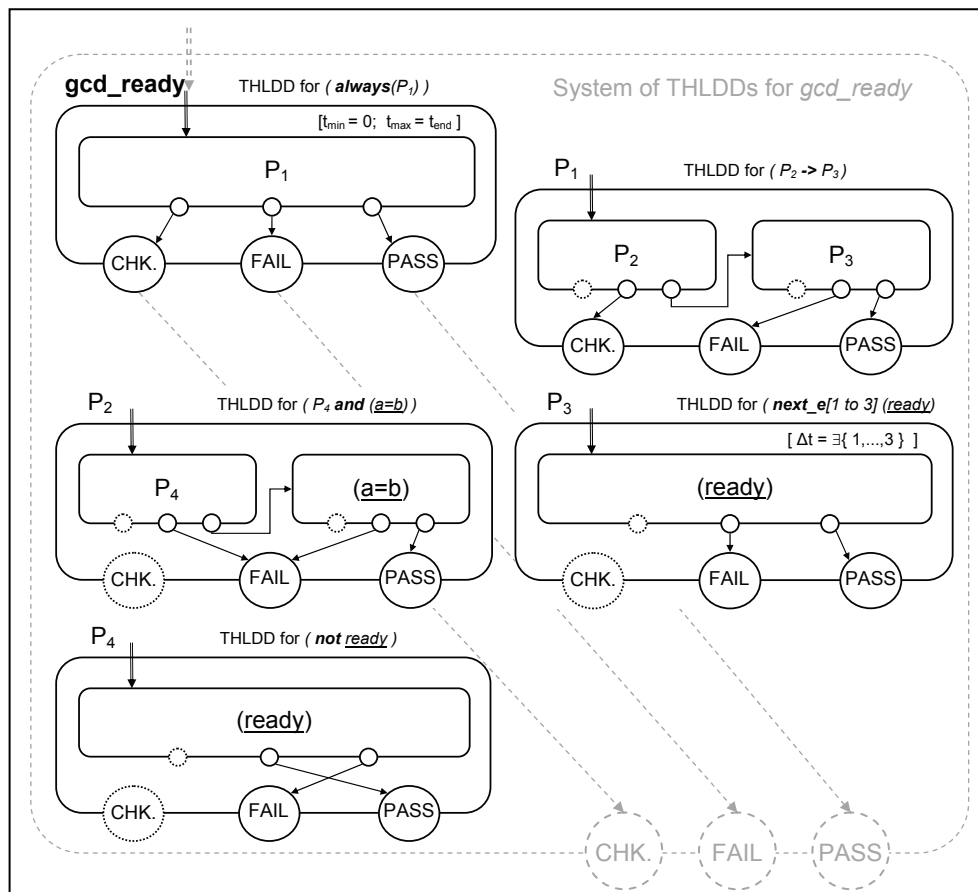 gcd_ready THLDD for ( always(P1) ) System of THLDDs for gcd_ready
[tmin = 0; tmax = tend ]
P1
CHK. FAIL PASS
P1 THLDD for ( P2 -> P3 )
P2 P3
CHK. FAIL PASS
P2 THLDD for ( P4 and (a=b) )
P4 (a=b)
CHK. FAIL PASS
P3 THLDD for ( next_e[1 to 3] (ready)
[ Δt = ∃{ 1,...,3 } ]
(ready)
CHK. FAIL PASS
P4 THLDD for ( not ready )
(ready)
CHK. FAIL PASS
CHK. FAIL PASS